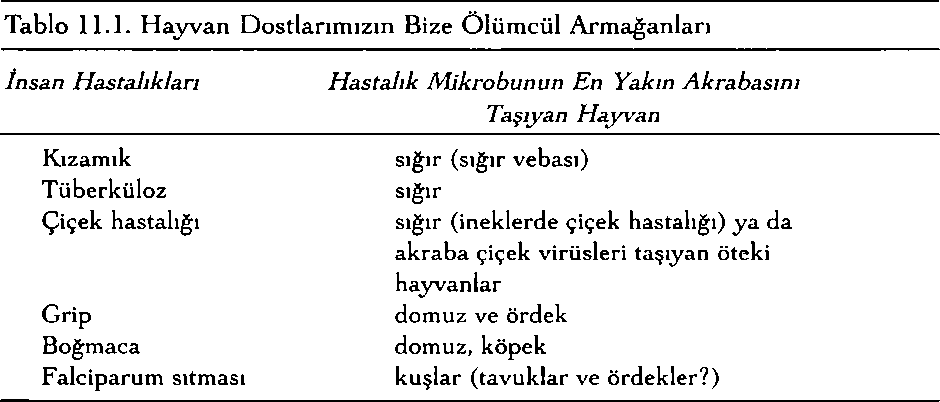 Tablo 11.1. Hayvan Dostlarımızın Bize Ölümcül Armağanları
İnsan Hastalıkları
Hastalık Mikrobunun En Yakın Akrabasını
Taşıyan Hayvan
Kızamık sığır (sığır vebası)
Tüberküloz sığır
Çiçek hastalığı sığır (ineklerde çiçek hastalığı) ya da
akraba çiçek virüsleri taşıyan öteki
hayvanlar
Grip domuz ve ördek
Boğmaca domuz, köpek
Falciparum sıtması kuşlar (tavuklar ve ördekler?)